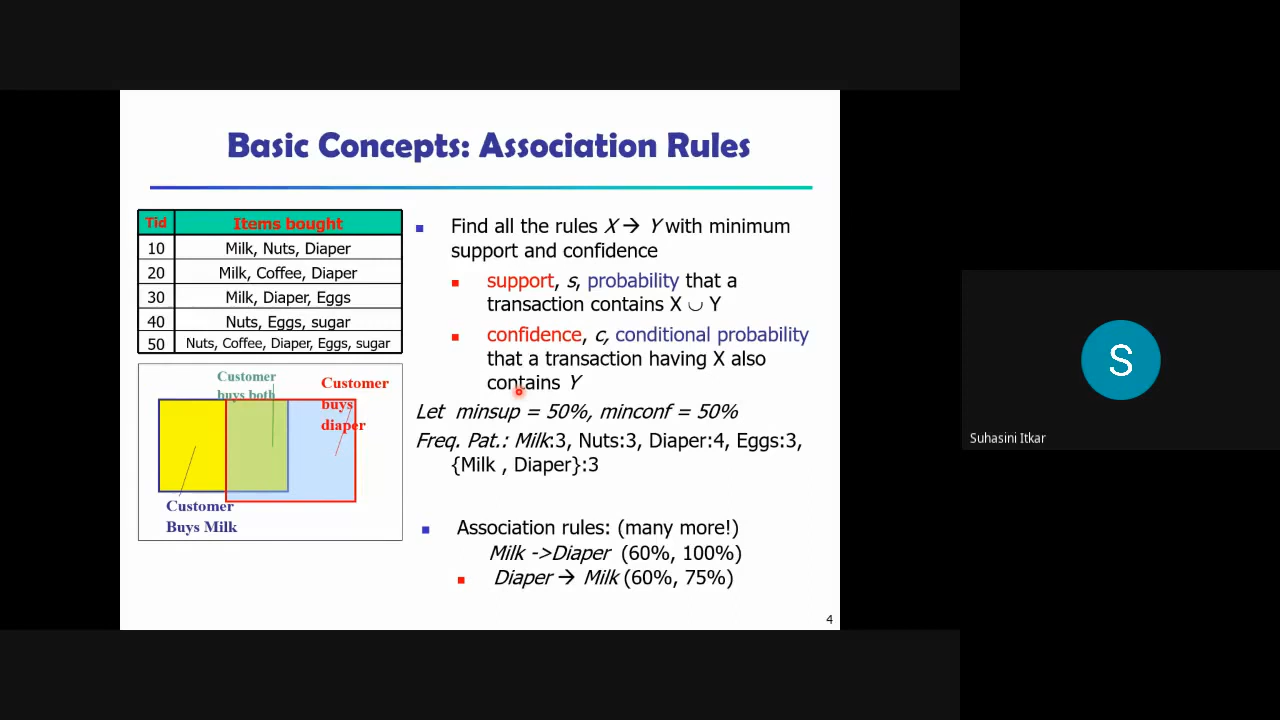 Basic Concepts: Association Rules
Tid Items bought
10 Milk, Nuts, Diaper
20 Milk, Coffee, Diaper
30 Milk, Diaper, Eggs
40 Nuts, Eggs, sugar
50 Nuts, Coffee, Diaper, Eggs, sugar
Customer
buys both
Customer
buys
diaper
Customer
Buys Milk
Find all the rules X → Y with minimum
support and confidence
support, s, probability that a
transaction contains X ∪ Y
confidence, c, conditional probability
that a transaction having X also
contains Y
Let minsup = 50%, minconf = 50%
Freq. Pat.: Milk:3, Nuts:3, Diaper:4, Eggs:3,
{Milk , Diaper}:3
Association rules: (many more!)
Milk ->Diaper (60%, 100%)
Diaper → Milk (60%, 75%)
4
S
Suhasini Itkar